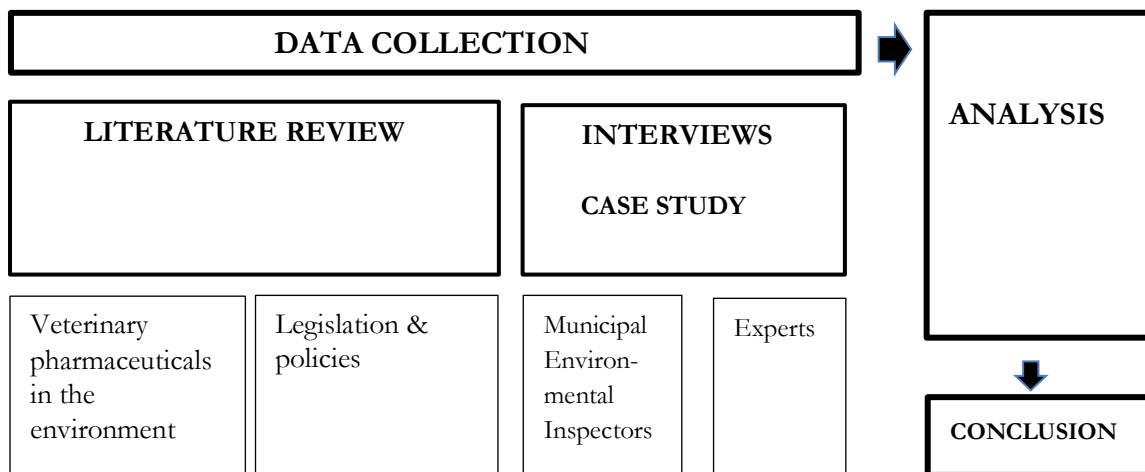 DATA COLLECTION
LITERATURE REVIEW
INTERVIEWS
CASE STUDY
Veterinary
pharmaceuticals
in the
environment
Legislation &
policies
Municipal
Environ-
mental
Inspectors
Experts
ANALYSIS
CONCLUSION